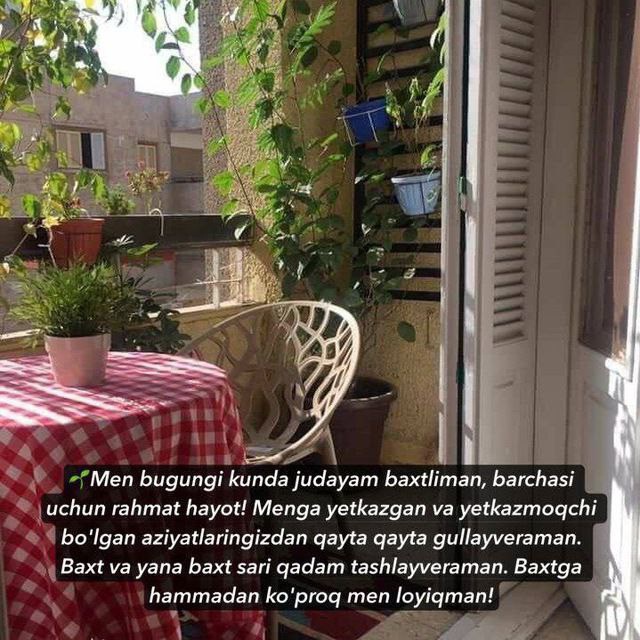 🌱Men bugungi kunda judayam baxtliman, barchasi
uchun rahmat hayot! Menga yetkazgan va yetkazmoqchi
bo'lgan aziyatlaringizdan qayta qayta gullayveraman.
Baxt va yana baxt sari qadam tashlayveraman. Baxtga
hammadan ko'proq men loyiqman!